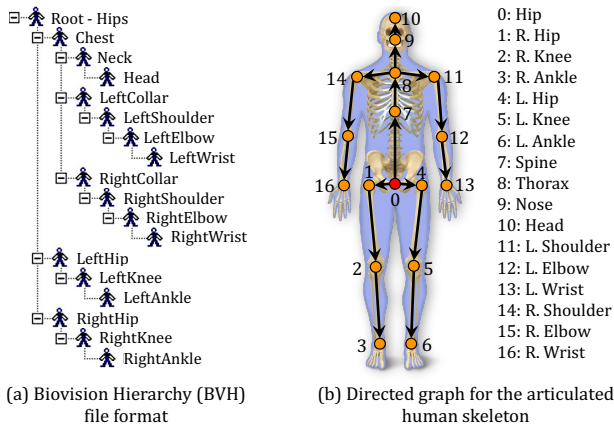 Root - Hips
Chest
Neck
Head
LeftCollar
LeftShoulder
LeftElbow
LeftWrist
RightCollar
RightShoulder
RightElbow
RightWrist
LeftHip
LeftKnee
LeftAnkle
RightHip
RightKnee
RightAnkle
(a) Biovision Hierarchy (BVH)
file format
10
9
14
11
8
7
15
12
16
1
4
13
0
2
5
3
6
0: Hip
1: R. Hip
2: R. Knee
3: R. Ankle
4: L. Hip
5: L. Knee
6: L. Ankle
7: Spine
8: Thorax
9: Nose
10: Head
11: L. Shoulder
12: L. Elbow
13: L. Wrist
14: R. Shoulder
15: R. Elbow
16: R. Wrist
(b) Directed graph for the articulated
human skeleton